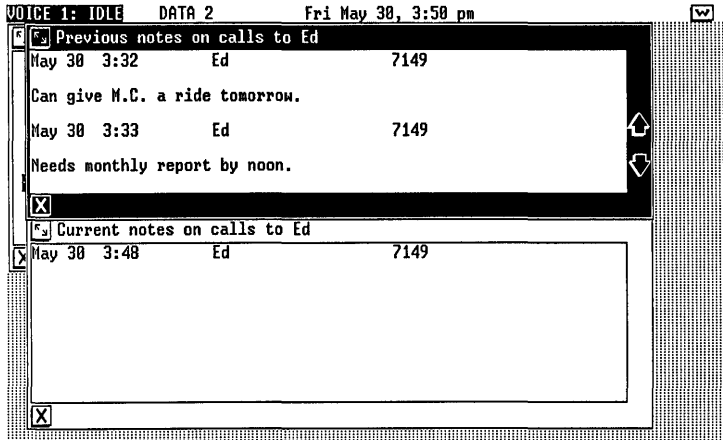 VOICE 1: IDLE DATA 2 Fri May 30, 3:50 pm W
Previous notes on calls to Ed
May 30 3:32 Ed 7149
Can give M.C. a ride tomorrow.
May 30 3:33 Ed 7149
Needs monthly report by noon.
X
Current notes on calls to Ed
X May 30 3:48 Ed 7149
X